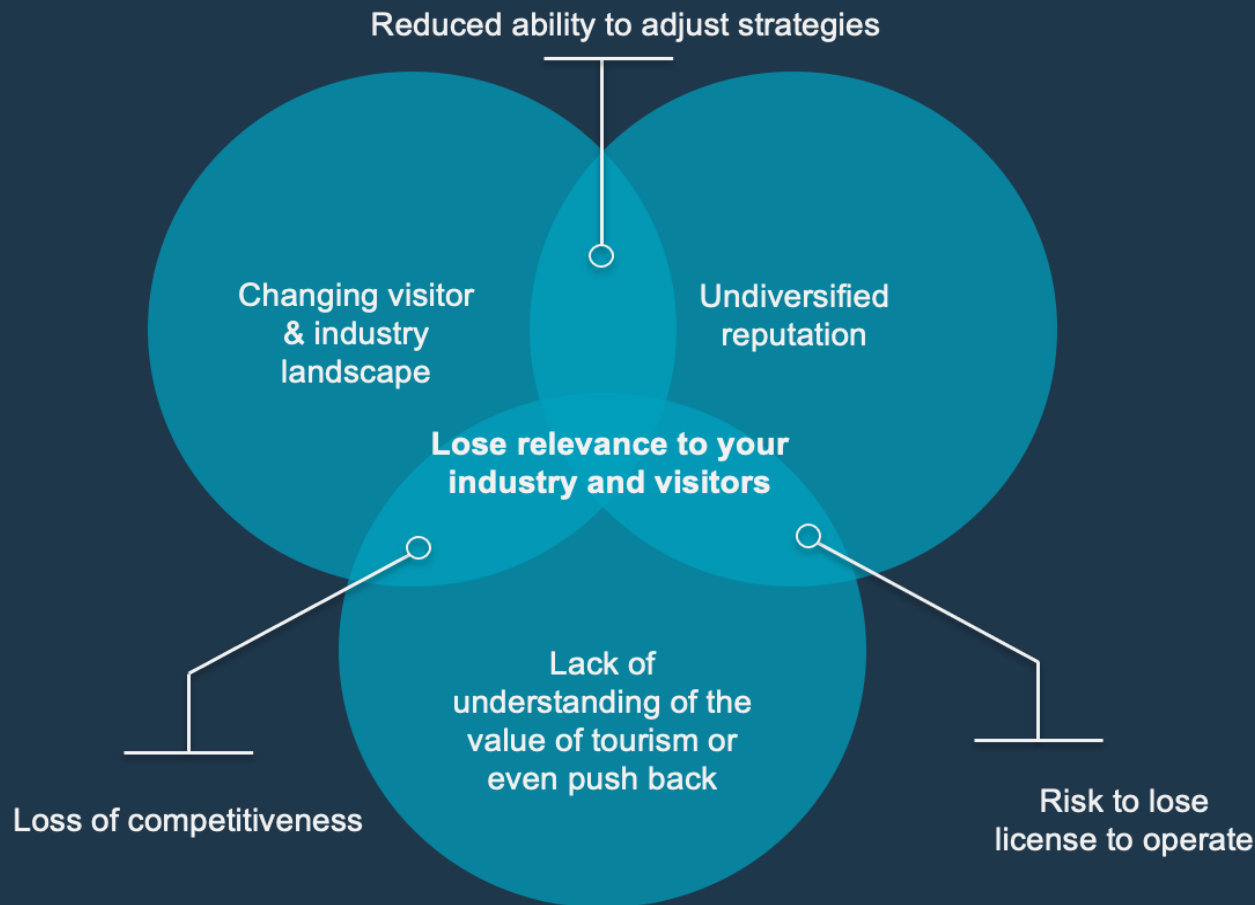 Reduced ability to adjust strategies
Changing visitor
& industry
landscape
Undiversified
reputation
Lose relevance to your
industry and visitors
Lack of
understanding of the
value of tourism or
even push back
Loss of competitiveness
Risk to lose
license to operate